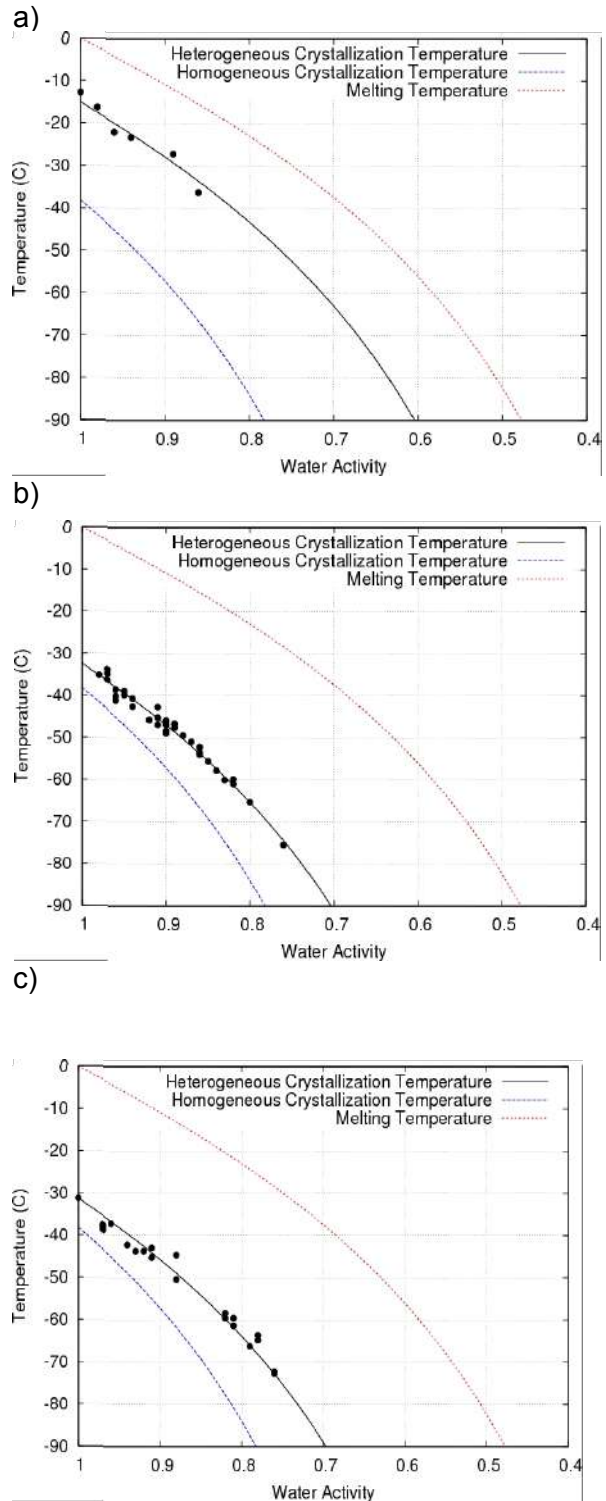 a)
0
-10
-20
-30
-40
-50
-60
-70
-80
-90
Temperature (C)
Heterogeneous Crystallization Temperature
Homogeneous Crystallization Temperature
Melting Temperature
1 0.9 0.8 0.7 0.6 0.5 0.4
Water Activity
b)
0
-10
-20
-30
-40
-50
-60
-70
-80
-90
Temperature (C)
Heterogeneous Crystallization Temperature
Homogeneous Crystallization Temperature
Melting Temperature
1 0.9 0.8 0.7 0.6 0.5 0.4
Water Activity
c)
0
-10
-20
-30
-40
-50
-60
-70
-80
-90
Temperature (C)
Heterogeneous Crystallization Temperature
Homogeneous Crystallization Temperature
Melting Temperature
1 0.9 0.8 0.7 0.6 0.5 0.4
Water Activity